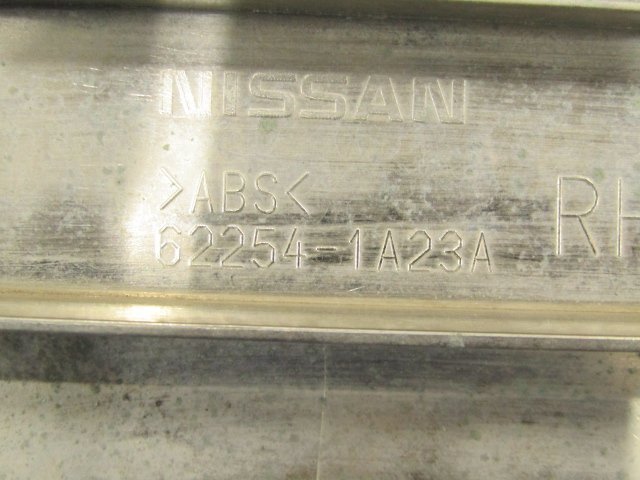 NISSAN
>ABS<
62254-1A23A
RH